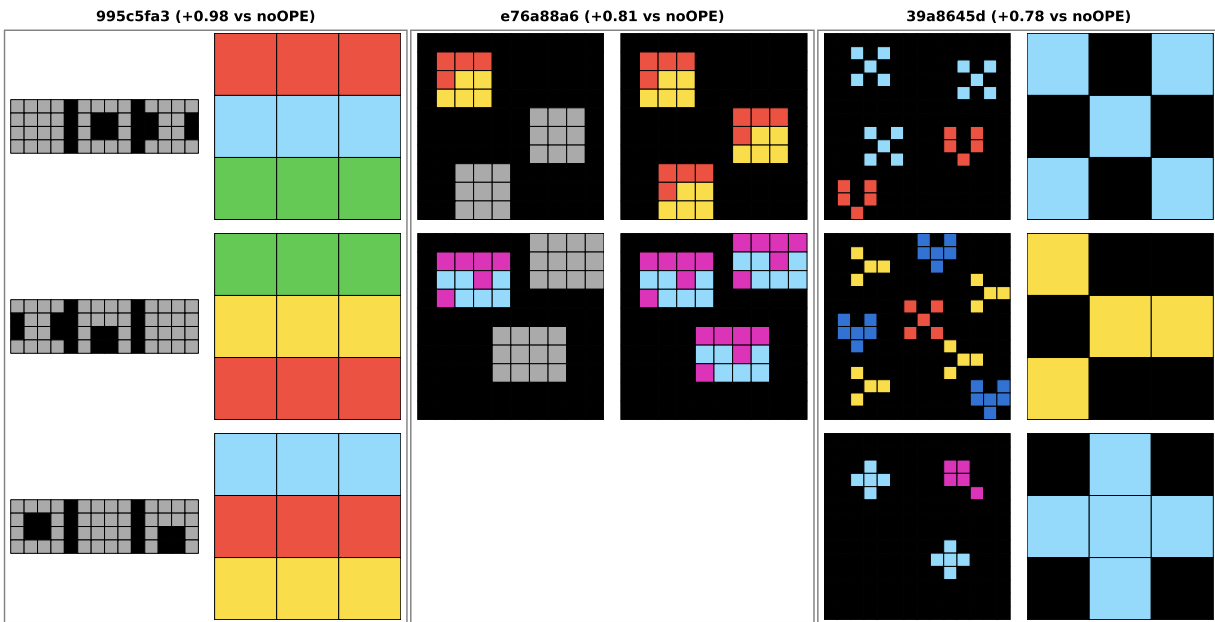 995c5fa3 (+0.98 vs noOPE)
e76a88a6 (+0.81 vs noOPE)
39a8645d (+0.78 vs noOPE)